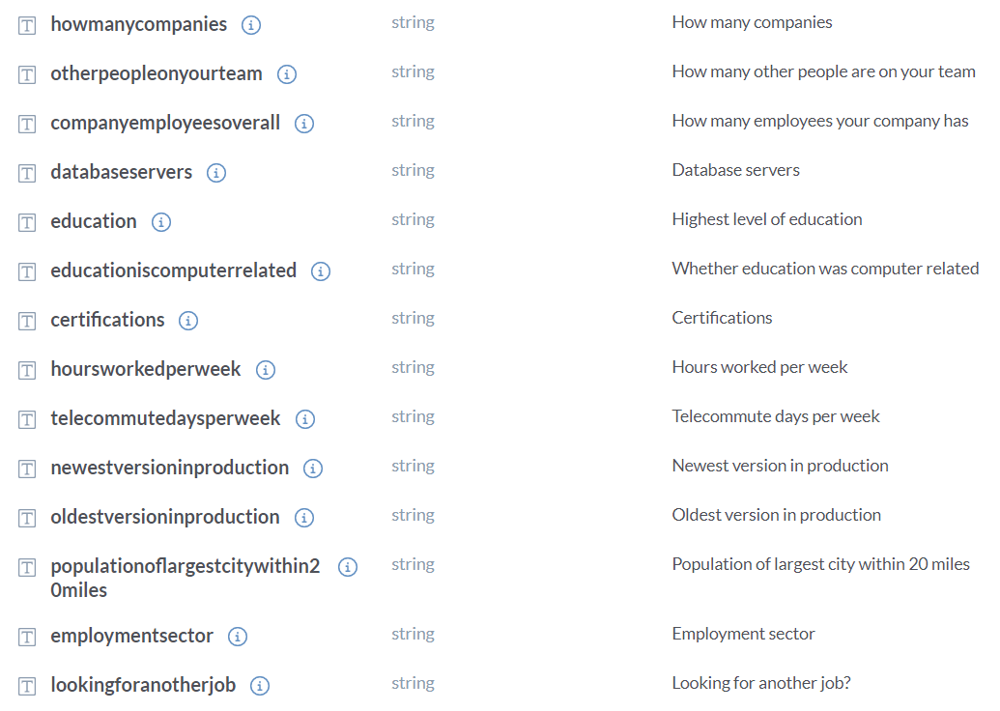 howmanycompanies string How many companies
otherpeopleonyourteam string How many other people are on your team
companyemployeesoverall string How many employees your company has
databaseservers string Database servers
education string Highest level of education
educationiscomputerrelated string Whether education was computer related
certifications string Certifications
hoursworkedperweek string Hours worked per week
telecommutedaysperweek string Telecommute days per week
newestversioninproduction string Newest version in production
oldestversioninproduction string Oldest version in production
populationoflargestcitywithin2 string Population of largest city within 20 miles
0miles
employmentsector string Employment sector
lookingforanotherjob string Looking for another job?